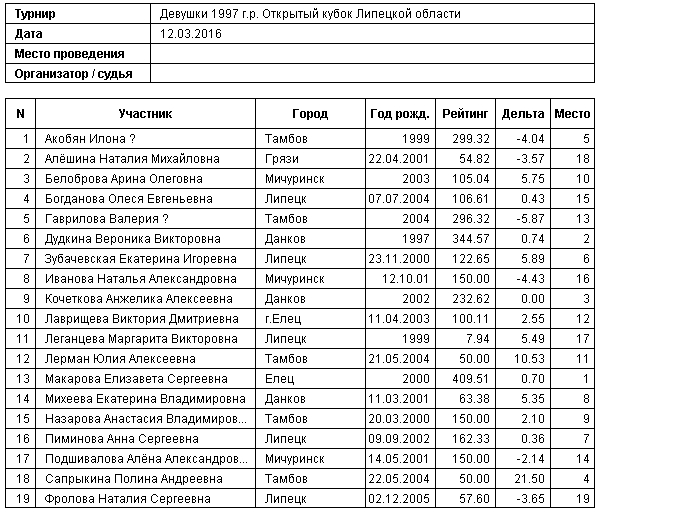 Турнир Девушки 1997 г.р. Открытый кубок Липецкой области
Дата 12.03.2016
Место проведения
Организатор / судья
N Участник Город Год рожд. Рейтинг Дельта Место
1 Акобян Илона ? Тамбов 1999 299.32 -4.04 5
2 Алёшина Наталия Михайловна Грязи 22.04.2001 54.82 -3.57 18
3 Белоброва Арина Олеговна Мичуринск 2003 105.04 5.75 10
4 Богданова Олеся Евгеньевна Липецк 07.07.2004 106.61 0.43 15
5 Гаврилова Валерия ? Тамбов 2004 296.32 -5.87 13
6 Дудкина Вероника Викторовна Данков 1997 344.57 0.74 2
7 Зубачевская Екатерина Игоревна Липецк 23.11.2000 122.65 5.89 6
8 Иванова Наталья Александровна Мичуринск 12.10.01 150.00 -4.43 16
9 Кочеткова Анжелика Алексеевна Данков 2002 232.62 0.00 3
10 Лаврищева Виктория Дмитриевна г.Елец 11.04.2003 100.11 2.55 12
11 Леганцева Маргарита Викторовна Липецк 1999 7.94 5.49 17
12 Лерман Юлия Алексеевна Тамбов 21.05.2004 50.00 10.53 11
13 Макарова Елизавета Сергеевна Елец 2000 409.51 0.70 1
14 Михеева Екатерина Владимировна Данков 11.03.2001 63.38 5.35 8
15 Назарова Анастасия Владимиров... Тамбов 20.03.2000 150.00 2.10 9
16 Пиминова Анна Сергеевна Липецк 09.09.2002 162.33 0.36 7
17 Подшивалова Алёна Александров... Мичуринск 14.05.2001 150.00 -2.14 14
18 Сапрыкина Полина Андреевна Тамбов 22.05.2004 50.00 21.50 4
19 Фролова Наталия Сергеевна Липецк 02.12.2005 57.60 -3.65 19